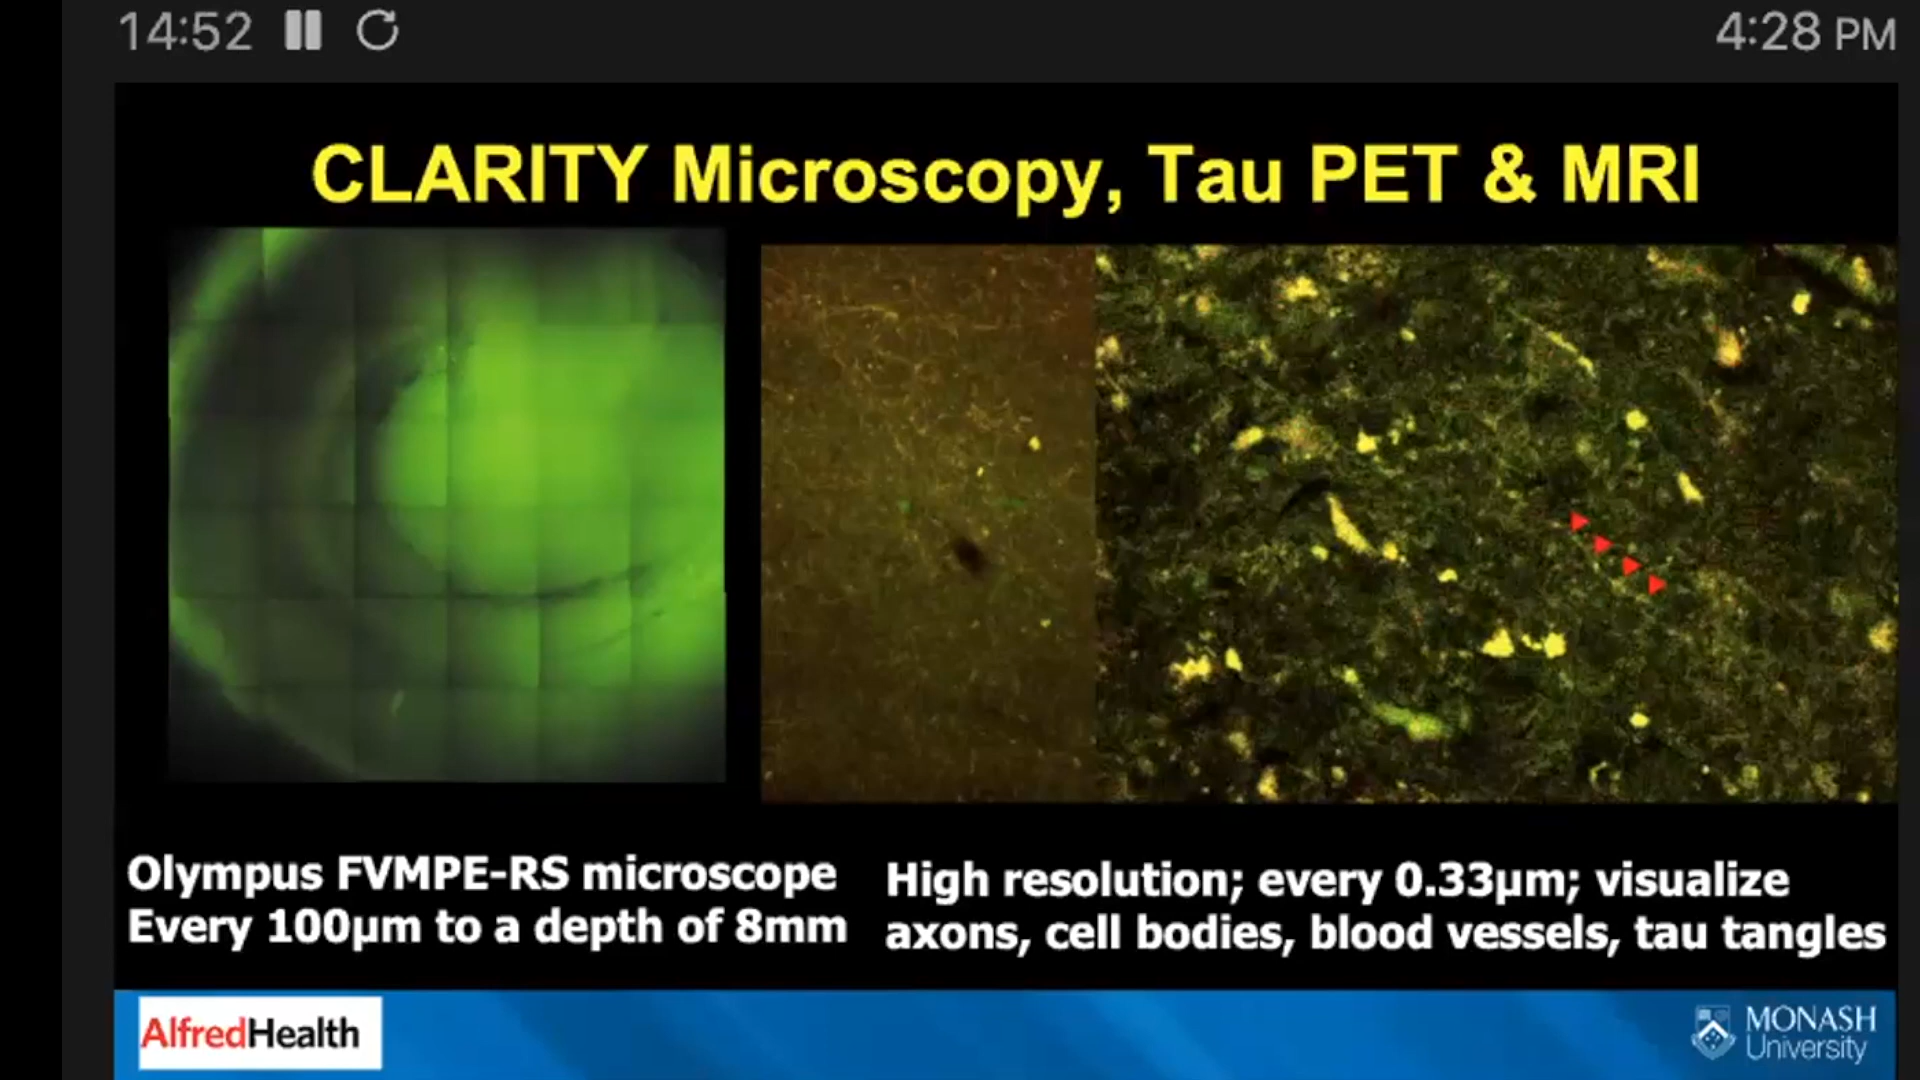 14:52
4:28 PM
CLARITY Microscopy, Tau PET & MRI
Olympus FVMPE-RS microscope
Every 100µm to a depth of 8mm
High resolution; every 0.33µm; visualize
axons, cell bodies, blood vessels, tau tangles
AlfredHealth
MONASH
University